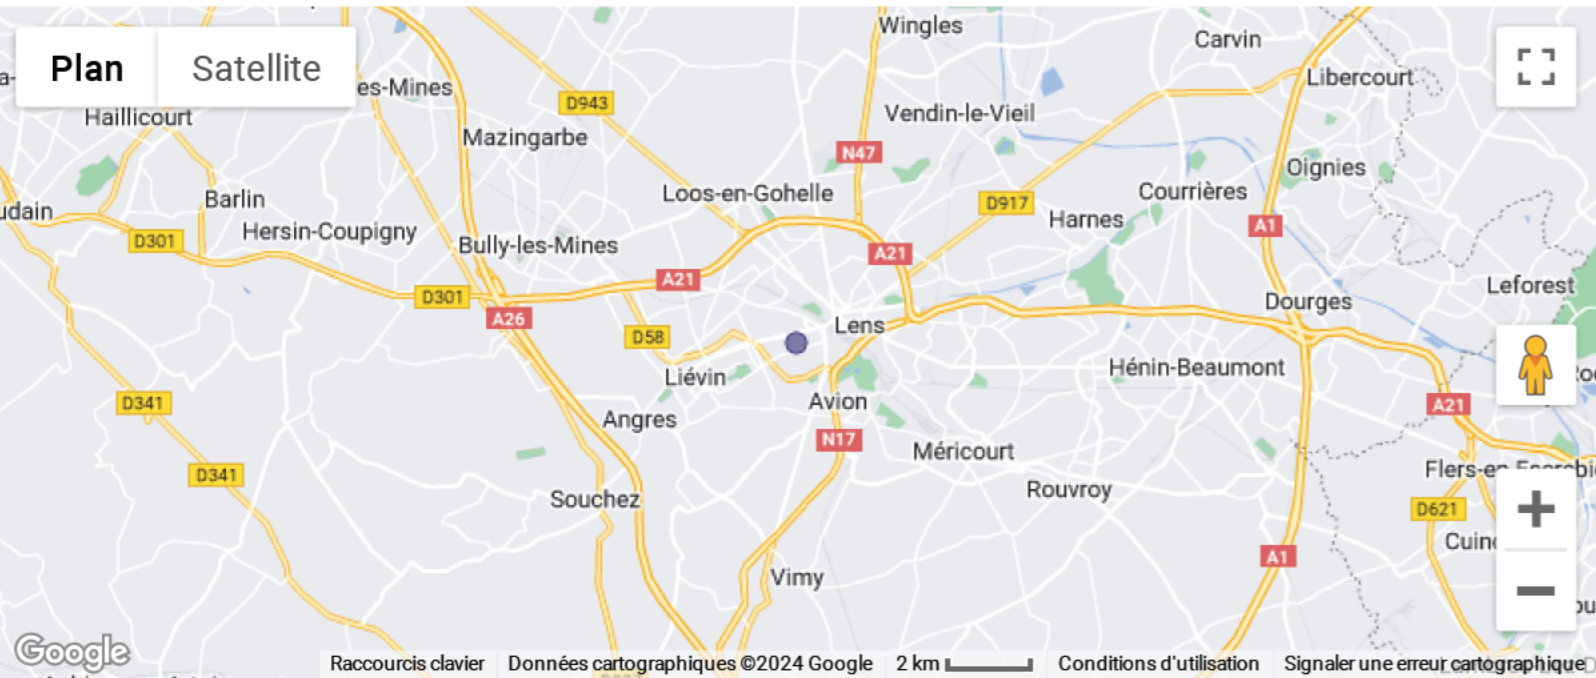 Wingles
Carvin
Plan
Satellite
Libercourt
es-Mines
D943
Haillicourt
Vendin-le-Vieil
Mazingarbe
N47
Oignies
Loos-en-Gohelle
Courrières
Barlin
D917
udain
Harnes
A1
Hersin-Coupigny
D301
Bully-les-Mines
A21
A21
Leforest
D301
Dourges
A26
Lens
D58
Hénin-Beaumont
Liévin
D341
Avion
A21
Angres
N17
Méricourt
Flers-en
D341
Rouvroy
Souchez
D621
Cuinc
A1
Vimy
Google
Raccourcis clavier
Données cartographiques ©2024 Google
2 km
Conditions d'utilisation
Signaler une erreur cartographique